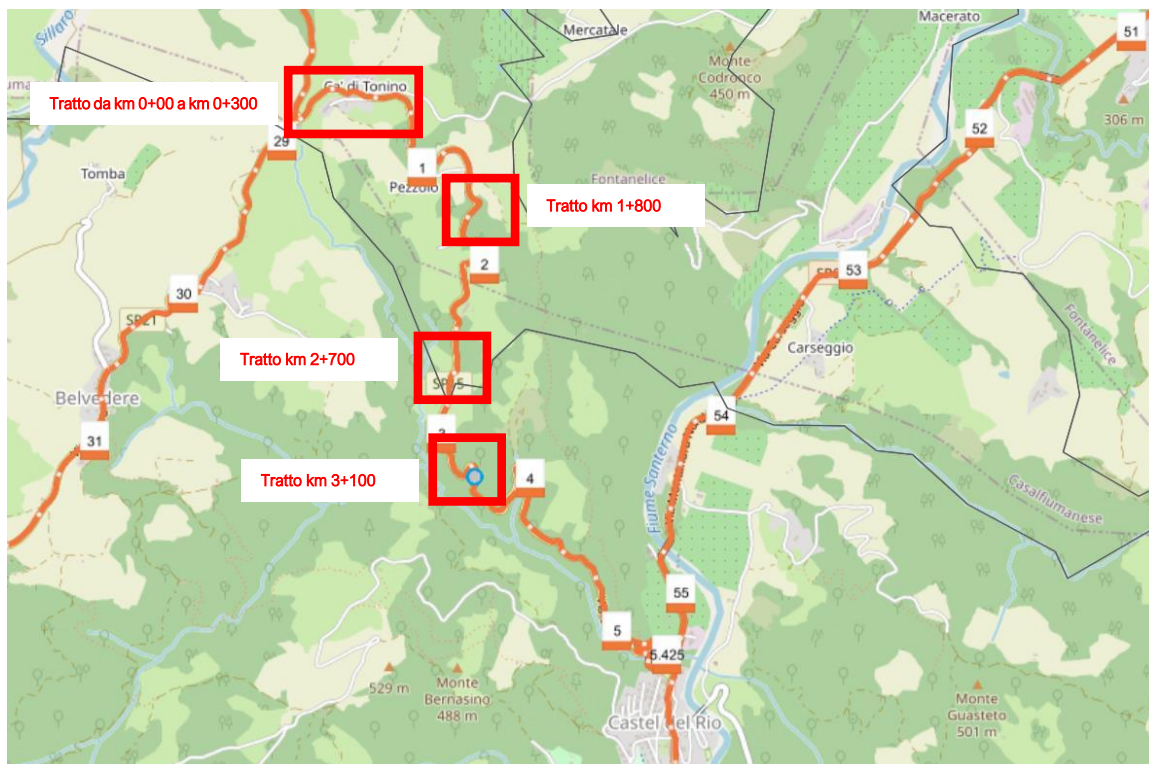 Sillaro
Mercatale
Macerato
51
Monte
Codronco
450 m
Ca' di Tonino
Tratto da km 0+00 a km 0+300
306 m
52
29
1
Tomba
Pezzolo
Fontanelice
Tratto km 1+800
2
53
30
SP21
Fontanelice
Carseggio
Tratto km 2+700
Belvedere
54
3
31
Fiume Santerno
Tratto km 3+100
4
Casalfiumanese
55
5
5.425
529 m
Monte
Bernasino
488 m
Castel del Rio
Monte
Guasteto
501 m